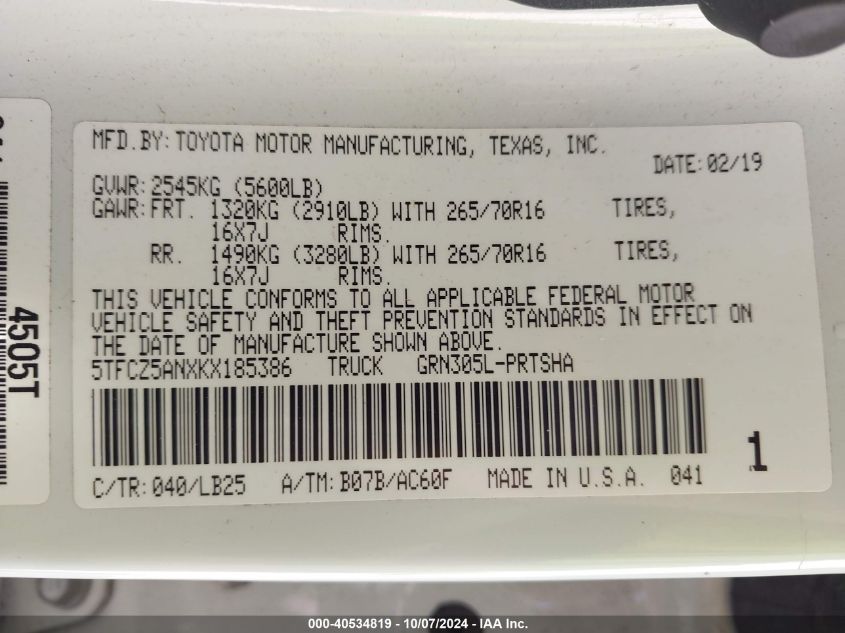 MFD.BY: TOYOTA MOTOR MANUFACTURING, TEXAS, INC.
DATE: 02/19
GVWR: 2545KG (5600LB)
GAWR: FRT. 1320KG (2910LB) WITH 265/70R16 TIRES,
16X7J RIMS.
RR. 1490KG (3280LB) WITH 265/70R16 TIRES,
16X7J RIMS.
THIS VEHICLE CONFORMS TO ALL APPLICABLE FEDERAL MOTOR
VEHICLE SAFETY AND THEFT PREVENTION STANDARDS IN EFFECT ON
THE DATE OF MANUFACTURE SHOWN ABOVE.
5TFCZ5ANXKX185386 TRUCK GRN305L-PRTSHA
1
C/TR: 040/LB25 A/TM: B07B/AC60F MADE IN U.S.A. 041
4505T
000-40534819 - 10/07/2024 - IAA Inc.